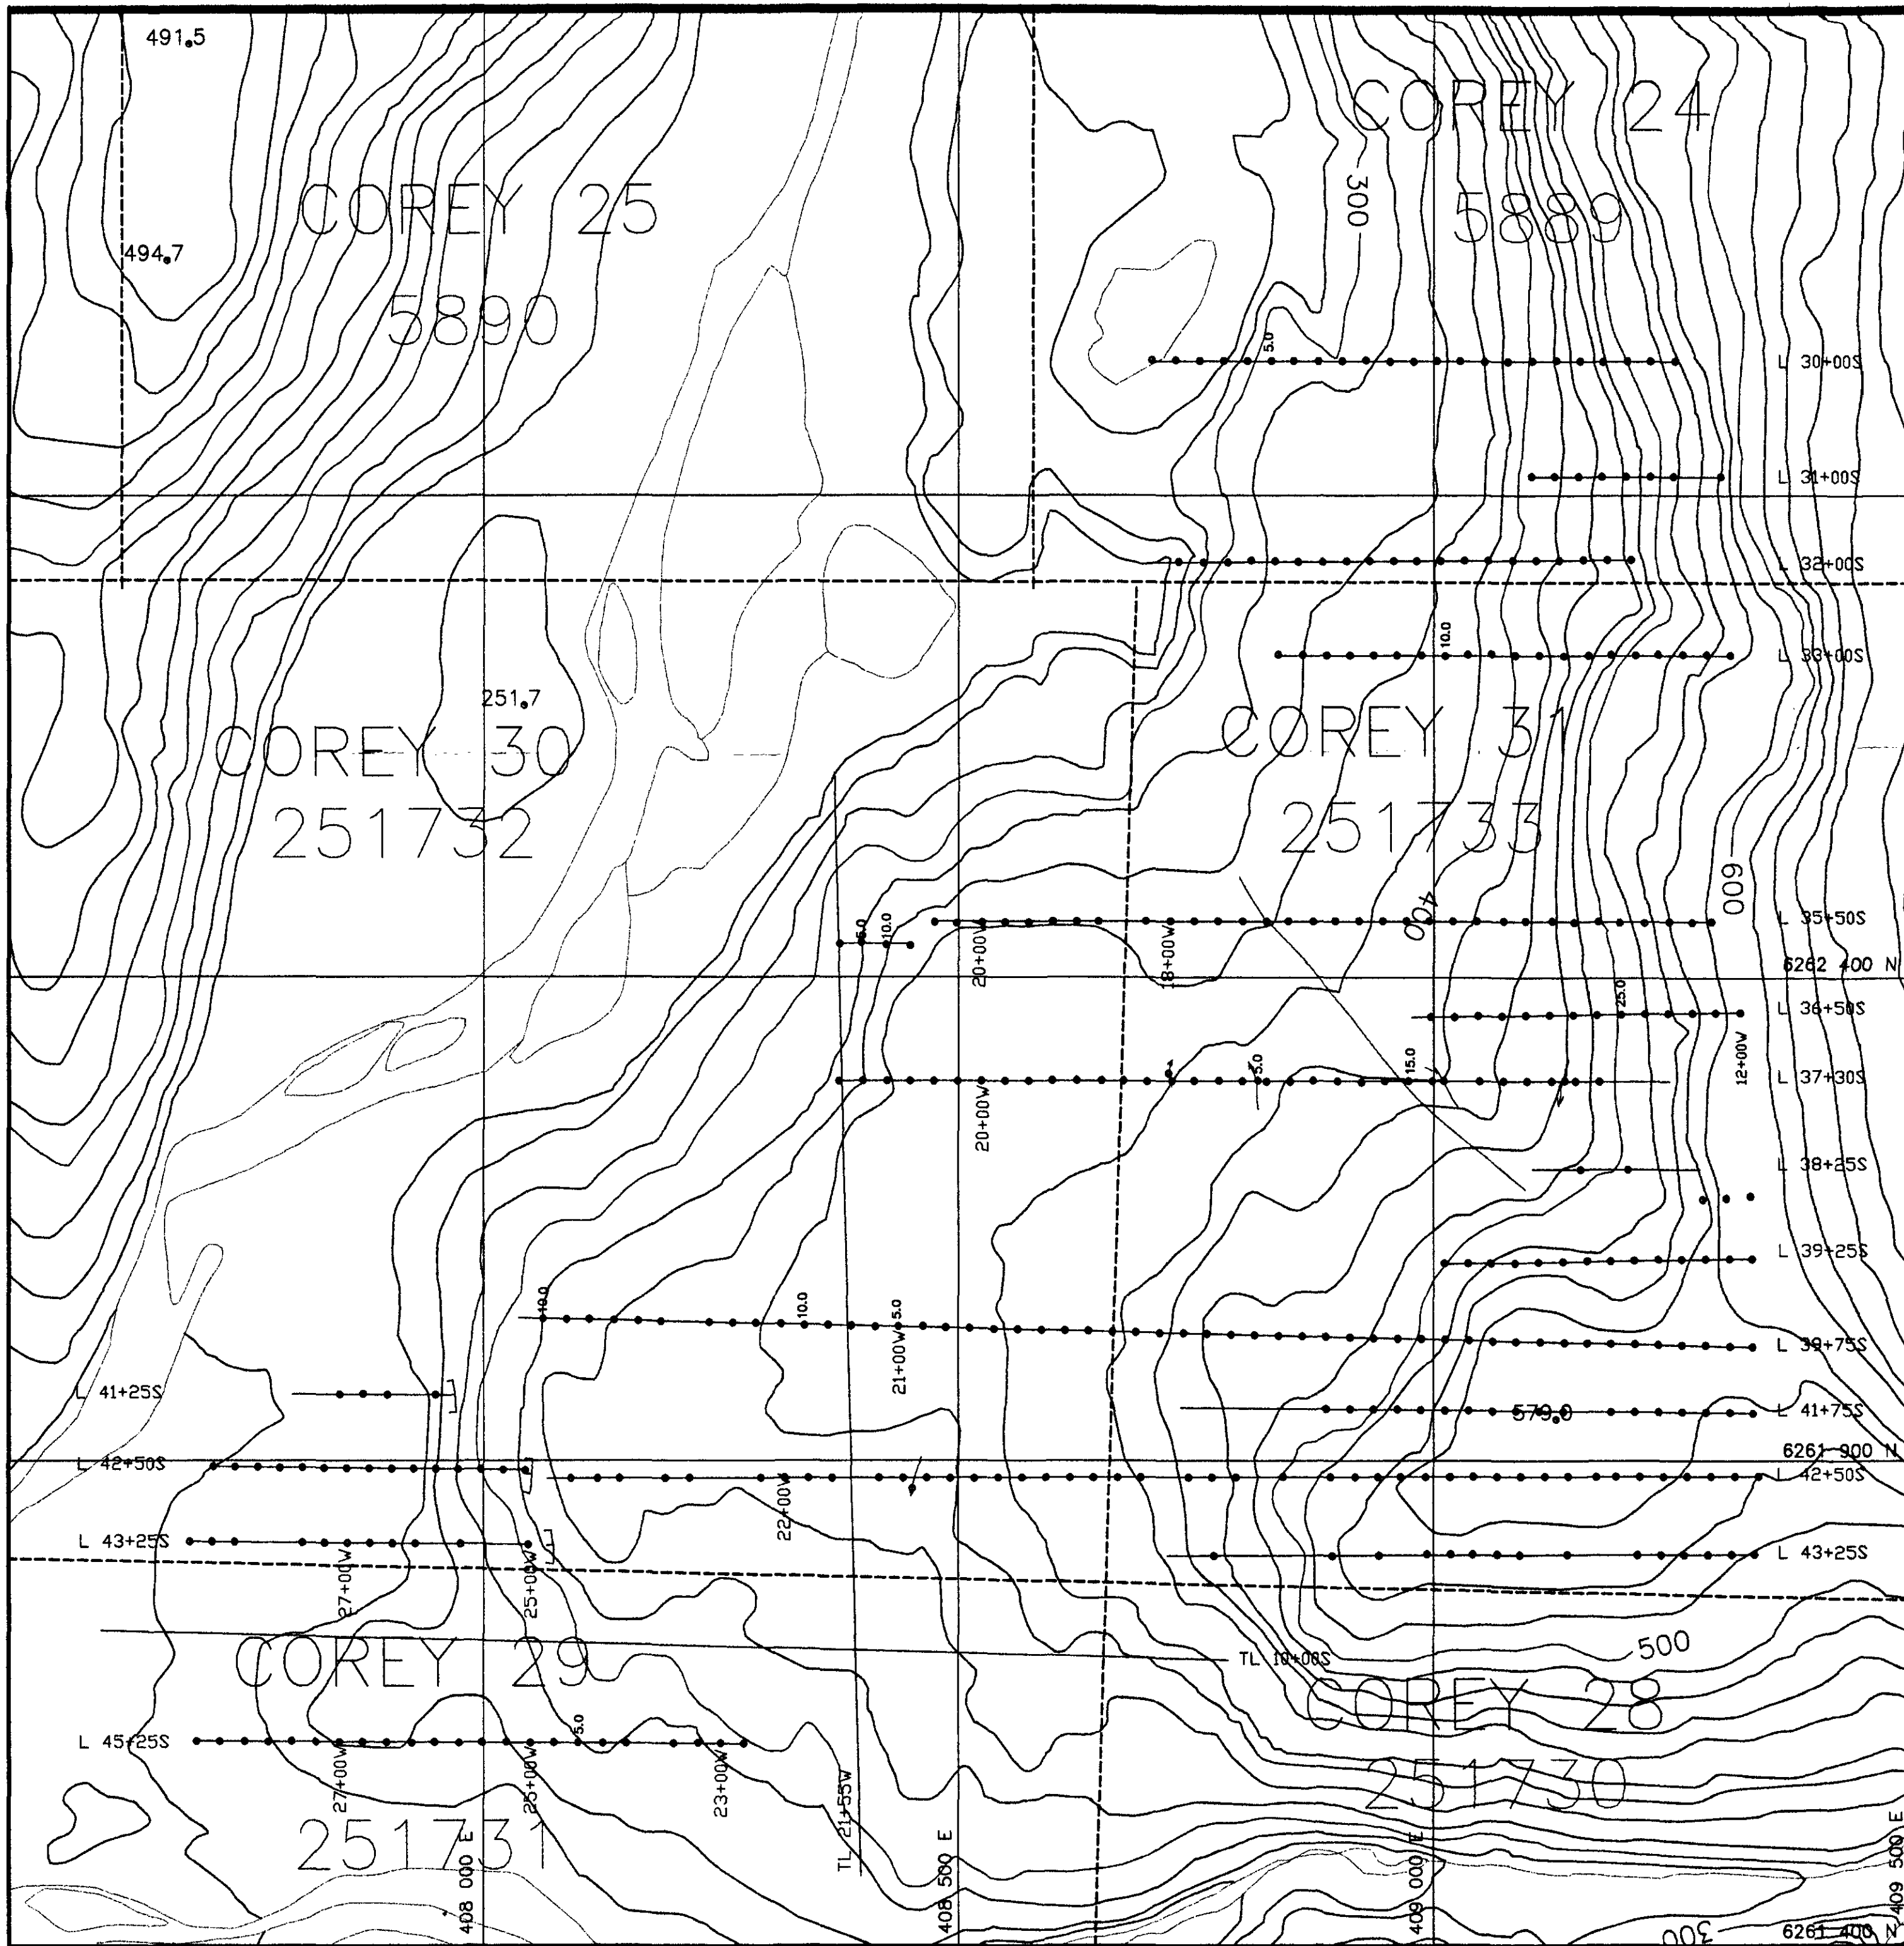 491.5
COREY 24
5889
COREY 25
5890
300
494.7
5.0
L 30+00S
L 31+00S
L 32+00S
10.0
L 33+00S
251.7
COREY 30
251732
COREY 31
251733
600
400
5.0
10.0
L 35+50S
20+00W
18+00W
6262 400 N
25.0
L 36+50S
12+00W
5.0
15.0
L 37+30S
20+00W
L 38+25S
L 39+25S
10.0
10.0
5.0
21+00W
L 39+75S
L 41+25S
579.0
L 41+75S
6261 900 N
L 42+50S
L 42+50S
22+00W
L 43+25S
27+00W
25+00W
L 43+25S
COREY 29
251731
TL 10+00S
500
COREY 28
251730
L 45+25S
5.0
27+00W
25+00W
23+00W
TL 21+55W
408 000 E
408 500 E
409 000 E
409 500 E
300
6261 400 N